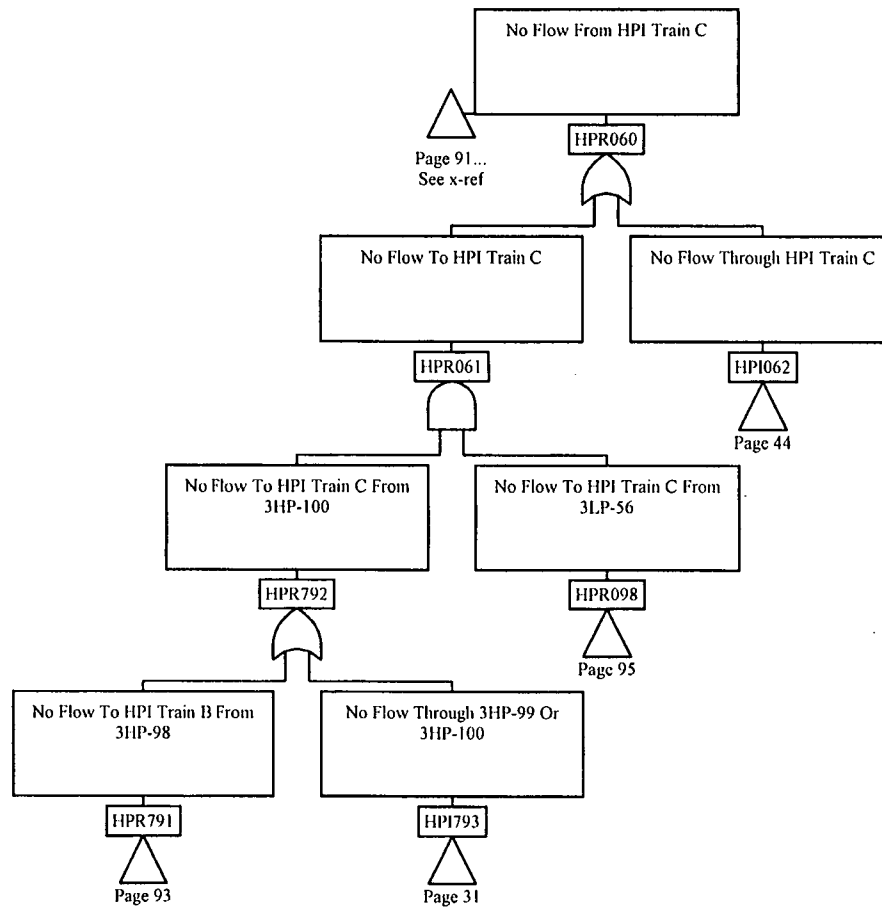 No Flow From HPI Train C
Page 91...
See x-ref
HPR060
No Flow To HPI Train C
No Flow Through HPI Train C
HPR061
HPI062
Page 44
No Flow To HPI Train C From
3HP-100
No Flow To HPI Train C From
3LP-56
HPR792
HPR098
Page 95
No Flow To HPI Train B From
3HP-98
No Flow Through 3HP-99 Or
3HP-100
HPR791
HPI793
Page 93
Page 31